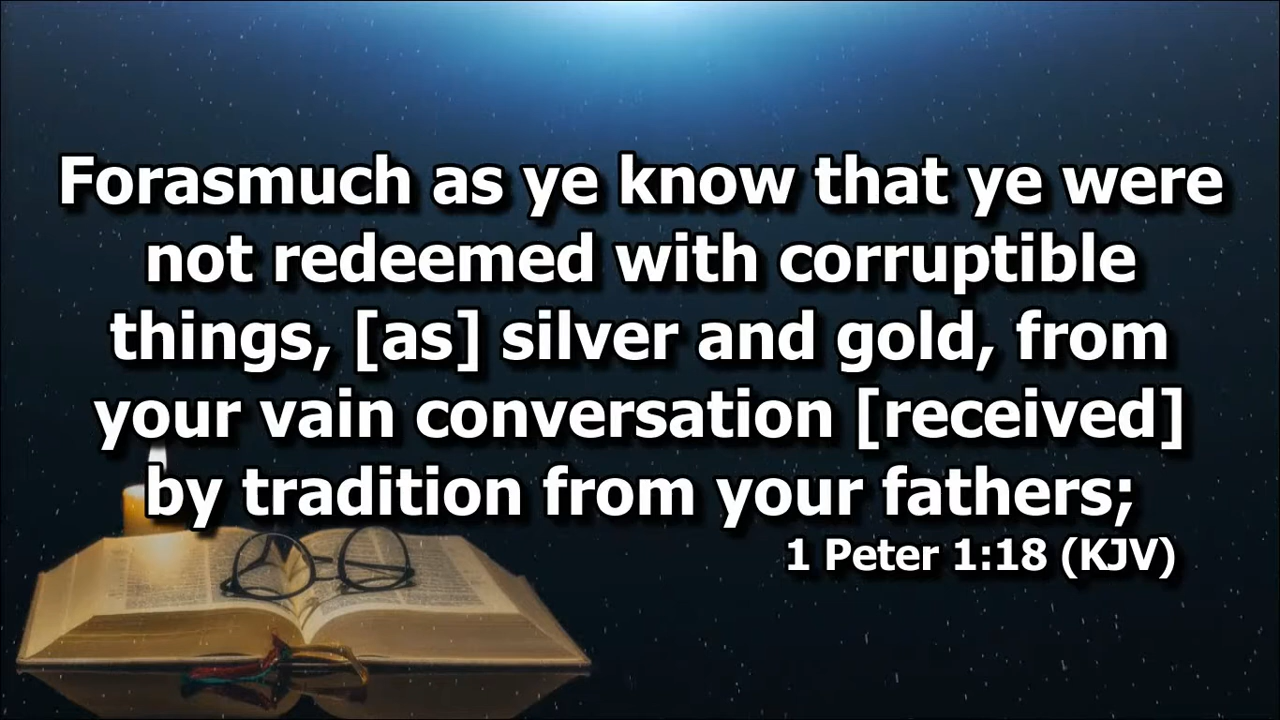 Forasmuch as ye know that ye were
not redeemed with corruptible
things, [as] silver and gold, from
your vain conversation [received]
by tradition from your fathers;
1 Peter 1:18 (KJV)